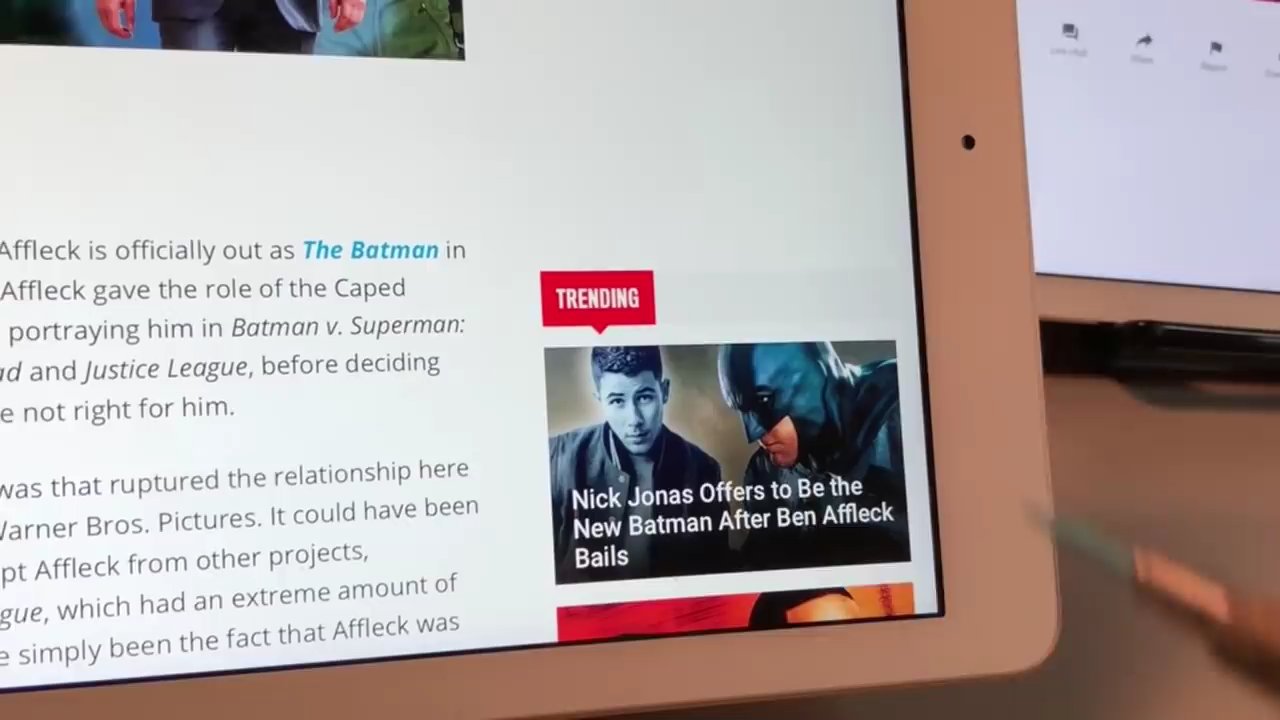 Affleck is officially out as The Batman in
Affleck gave the role of the Caped
portraying him in Batman v. Superman:
ad and Justice League, before deciding
e not right for him.
was that ruptured the relationship here
Warner Bros. Pictures. It could have been
pt Affleck from other projects,
gue, which had an extreme amount of
e simply been the fact that Affleck was
TRENDING
Nick Jonas Offers to Be the
New Batman After Ben Affleck
Bails